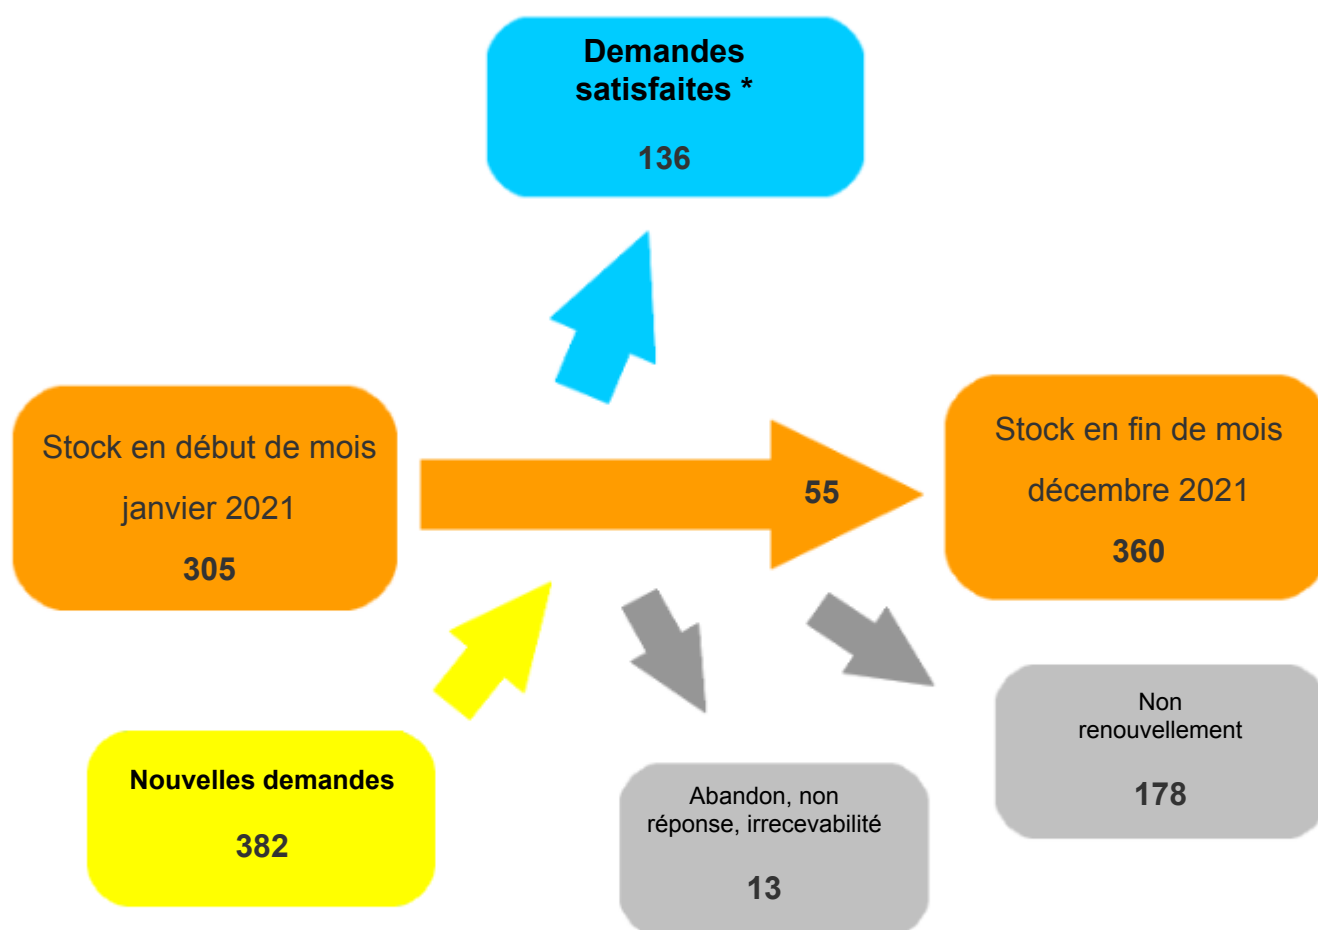 Demandes
satisfaites *
136
Stock en début de mois
janvier 2021
305
55
Stock en fin de mois
décembre 2021
360
Nouvelles demandes
382
Abandon, non
réponse, irrecevabilité
13
Non
renouvellement
178